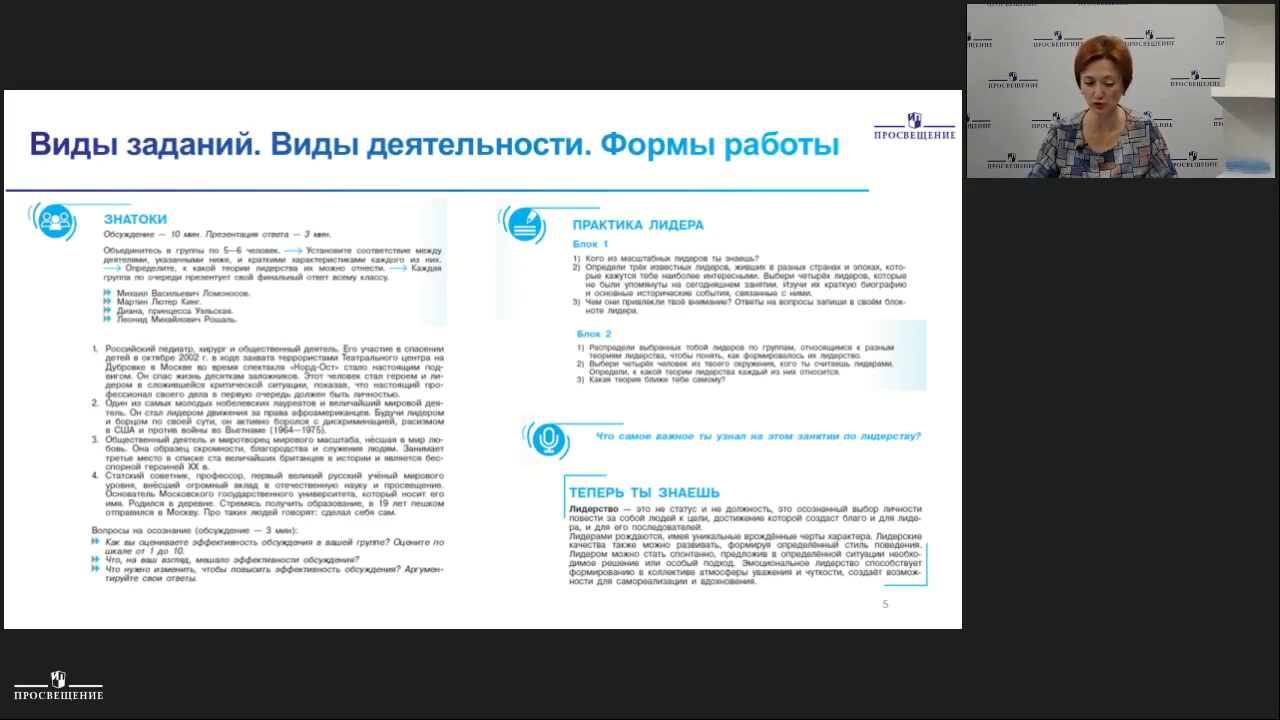 Виды заданий. Виды деятельности. Формы работы
ПРОСВЕЩЕНИЕ
ЗНАТОКИ
Обсуждение — 10 мин. Презентация ответа — 3 мин.
Объединитесь в группы по 5—6 человек. → Установите соответствие между
деятелями, указанными ниже, и краткими характеристиками каждого из них.
→ Определите, к какой теории лидерства их можно отнести. → Каждая
группа по очереди презентует свой финальный ответ всему классу.
Михаил Васильевич Ломоносов.
Мартин Лютер Кинг.
Диана, принцесса Уэльская.
Леонид Михайлович Рошаль.
1. Российский педиатр, хирург и общественный деятель. Его участие в спасении
детей в октябре 2002 г. в ходе захвата террористами Театрального центра на
Дубровке в Москве во время спектакля «Норд-Ост» стало настоящим под-
вигом. Он спас жизнь десяткам заложников. Этот человек стал героем и ли-
дером в сложившейся критической ситуации, показав, что настоящий про-
фессионал своего дела в первую очередь должен быть личностью.
2. Один из самых молодых нобелевских лауреатов и величайший мировой дея-
тель. Он стал лидером движения за права афроамериканцев. Будучи лидером
и борцом по своей сути, он активно боролся с дискриминацией, расизмом
в США и против войны во Вьетнаме (1964—1975).
3. Общественный деятель и миротворец мирового масштаба, нёсшая в мир лю-
бовь. Она образец скромности, благородства и служения людям. Занимает
третье место в списке ста величайших британцев в истории и является бес-
спорной героиней XX в.
4. Статский советник, профессор, первый великий русский учёный мирового
уровня, внёсший огромный вклад в отечественную науку и просвещение.
Основатель Московского государственного университета, который носит его
имя. Родился в деревне. Стремясь получить образование, в 19 лет пешком
отправился в Москву. Про таких людей говорят: сделал себя сам.
Вопросы на осознание (обсуждение — 3 мин):
Как вы оцениваете эффективность обсуждения в вашей группе? Оцените по
шкале от 1 до 10.
Что, на ваш взгляд, мешало эффективности обсуждения?
Что нужно изменить, чтобы повысить эффективность обсуждения? Аргумен-
тируйте свои ответы.
ПРАКТИКА ЛИДЕРА
Блок 1
1) Кого из масштабных лидеров ты знаешь?
2) Определи трёх известных лидеров, живших в разных странах и эпохах, кото-
рые кажутся тебе наиболее интересными. Выбери четырёх лидеров, которые
не были упомянуты на сегодняшнем занятии. Изучи их краткую биографию
и основные исторические события, связанные с ними.
3) Чем они привлекли твоё внимание? Ответы на вопросы запиши в своём блок-
ноте лидера.
Блок 2
1) Распредели выбранных тобой лидеров по группам, относящимся к разным
теориям лидерства, чтобы понять, как формировалось их лидерство.
2) Выбери четырёх человек из твоего окружения, кого ты считаешь лидерами.
Определи, к какой теории лидерства каждый из них относится.
3) Какая теория ближе тебе самому?
Что самое важное ты узнал на этом занятии по лидерству?
ТЕПЕРЬ ТЫ ЗНАЕШЬ
Лидерство — это не статус и не должность, это осознанный выбор личности
повести за собой людей к цели, достижение которой создаст благо и для лиде-
ра, и для его последователей.
Лидерами рождаются, имея уникальные врождённые черты характера. Лидерские
качества также можно развивать, формируя определённый стиль поведения.
Лидером можно стать спонтанно, предложив в определённой ситуации необхо-
димое решение или особый подход. Эмоциональное лидерство способствует
формированию в коллективе атмосферы уважения и чуткости, создаёт возмож-
ности для самореализации и вдохновения.
5
ПРОСВЕЩЕНИЕ
ПРОСВЕЩЕНИЕ
ПРОСВЕЩЕНИЕ
ПРОСВЕЩЕНИЕ